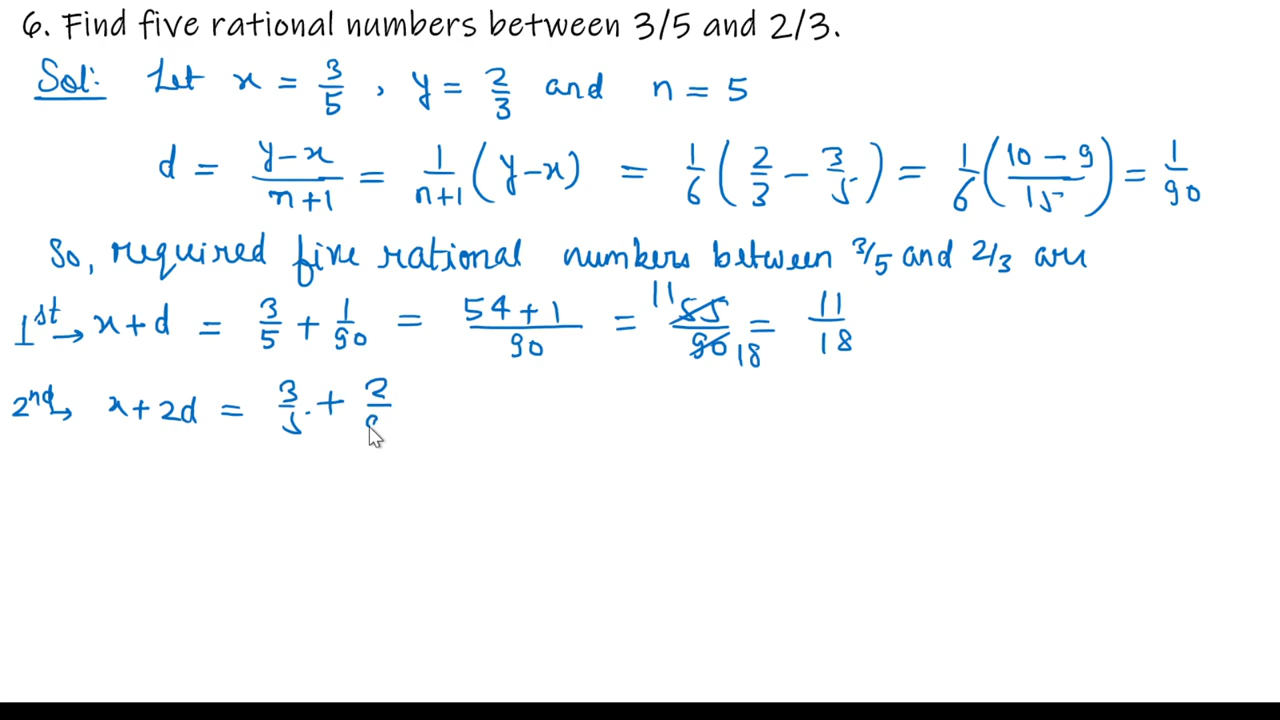 6. Find five rational numbers between 3/5 and 2/3.
Sol: Let x = 3/5 , y = 2/3 and n = 5
d = (y-x)/(n+1) = 1/(n+1) (y-x) = 1/6 (2/3 - 3/5) = 1/6 ((10-9)/15) = 1/90
So, required five rational numbers between 3/5 and 2/3 are
1st → x+d = 3/5 + 1/90 = (54+1)/90 = 11 55/90 18 = 11/18
2nd → x+2d = 3/5 + 2/